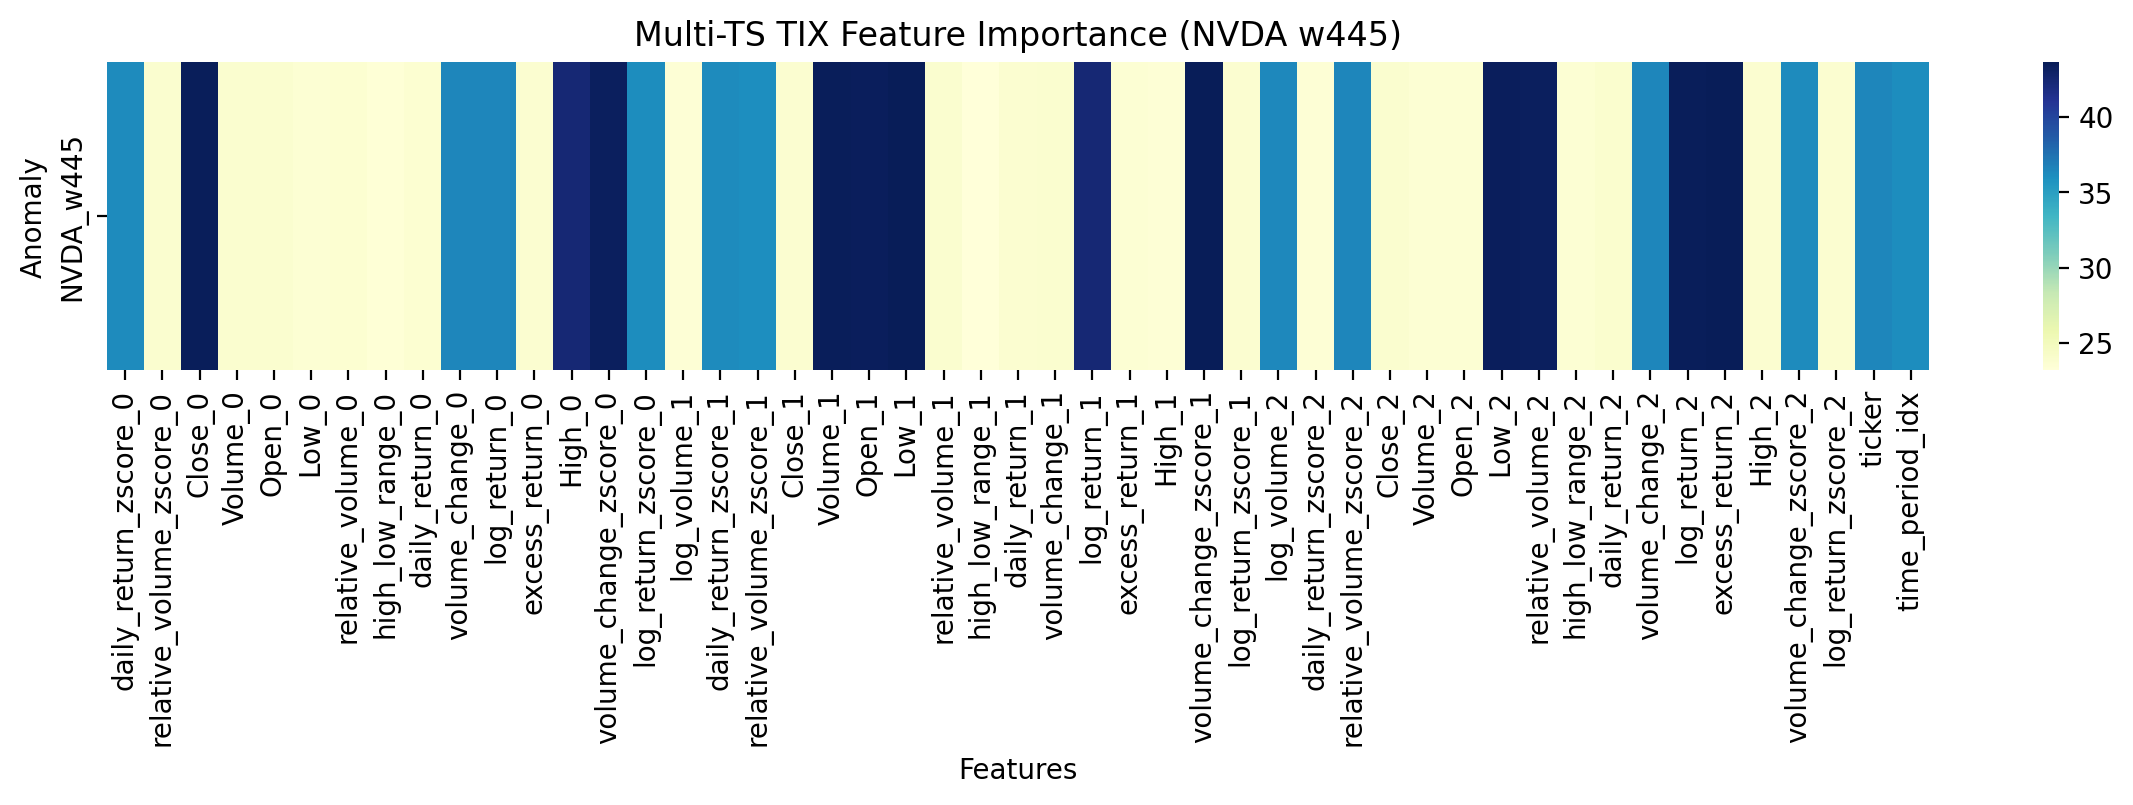 Multi-TS TIX Feature Importance (NVDA w445)
Anomaly
NVDA_w445
40
35
30
25
daily_return_zscore_0
relative_volume_zscore_0
Close_0
Volume_0
Open_0
Low_0
relative_volume_0
high_low_range_0
daily_return_0
volume_change_0
log_return_0
excess_return_0
High_0
volume_change_zscore_0
log_return_zscore_0
log_volume_1
daily_return_zscore_1
relative_volume_zscore_1
Close_1
Volume_1
Open_1
Low_1
relative_volume_1
high_low_range_1
daily_return_1
volume_change_1
log_return_1
excess_return_1
High_1
volume_change_zscore_1
log_return_zscore_1
log_volume_2
daily_return_zscore_2
relative_volume_zscore_2
Close_2
Volume_2
Open_2
Low_2
relative_volume_2
high_low_range_2
daily_return_2
volume_change_2
log_return_2
excess_return_2
High_2
volume_change_zscore_2
log_return_zscore_2
ticker
time_period_idx
Features